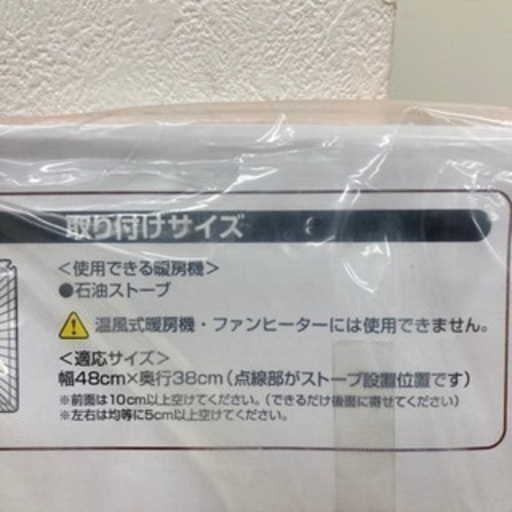 取り付けサイズ
＜使用できる暖房機＞
●石油ストーブ
温風式暖房機・ファンヒーターには使用できません。
＜適応サイズ＞
幅48cm×奥行38cm（点線部がストーブ設置位置です）
※前面は10cm以上空けてください。（できるだけ後面に寄せてください）
※左右は均等に5cm以上空けてください。